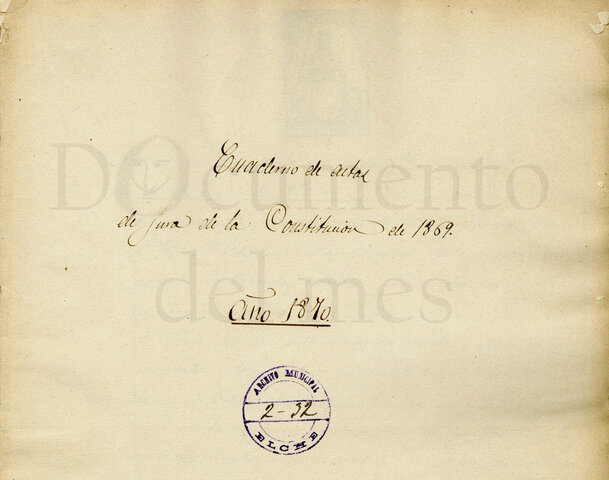 DOcumento
del mes
Cuaderno de actas
de jura de la Constitucion de 1869.
Año 1870.
ARCHIVO MUNICIPAL
2-32
ELCHE